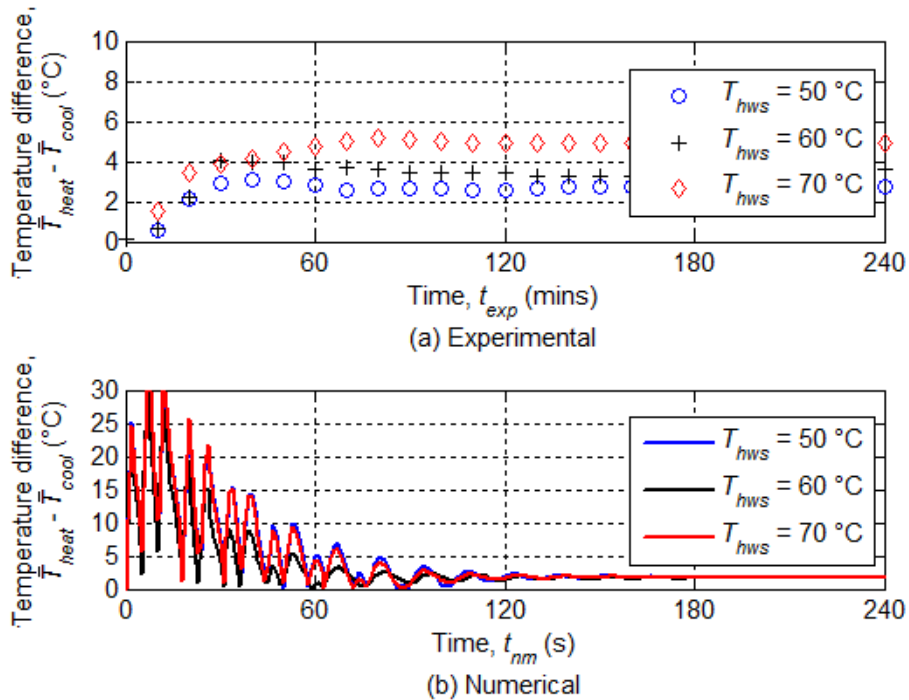 Temperature difference,
T̅heat - T̅cool (°C)
10
8
6
4
2
0
0 60 120 180 240
Thws = 50 °C
Thws = 60 °C
Thws = 70 °C
Time, texp (mins)
(a) Experimental
Temperature difference,
T̅heat - T̅cool (°C)
30
25
20
15
10
5
0
0 60 120 180 240
Thws = 50 °C
Thws = 60 °C
Thws = 70 °C
Time, tnm (s)
(b) Numerical